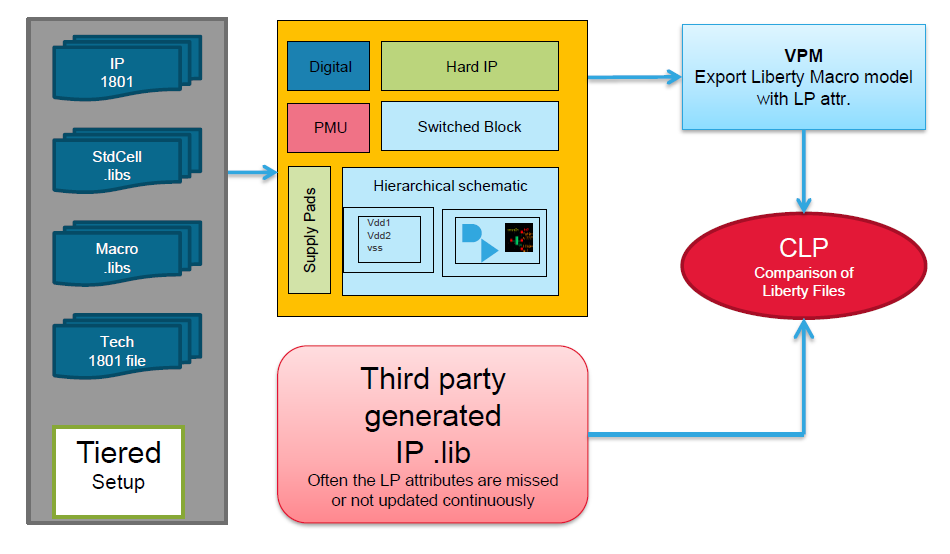 IP
1801
StdCell
.libs
Macro
.libs
Tech
1801 file
Tiered
Setup
Digital
Hard IP
PMU
Switched Block
Supply Pads
Hierarchical schematic
Vdd1
Vdd2
vss
VPM
Export Liberty Macro model
with LP attr.
CLP
Comparison of
Liberty Files
Third party
generated
IP .lib
Often the LP attributes are missed
or not updated continuously